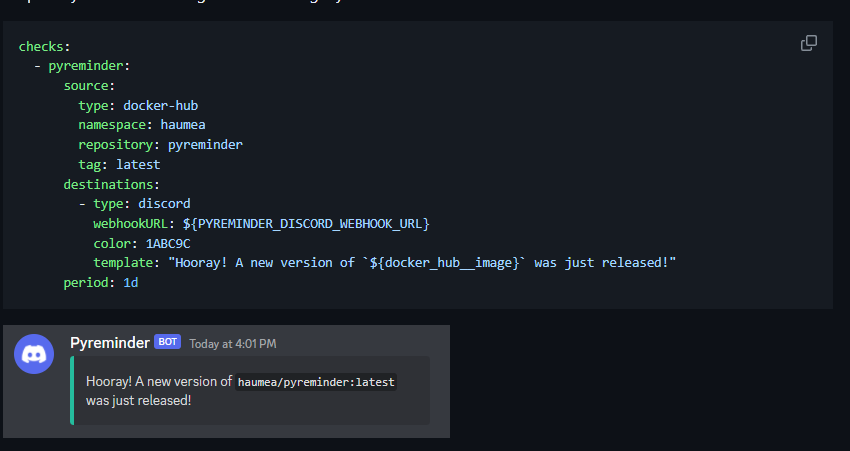 checks:
  - pyreminder:
      source:
        type: docker-hub
        namespace: haumea
        repository: pyreminder
        tag: latest
      destinations:
        - type: discord
          webhookURL: ${PYREMINDER_DISCORD_WEBHOOK_URL}
          color: 1ABC9C
          template: "Hooray! A new version of `${docker_hub__image}` was just released!"
      period: 1d
Pyreminder BOT Today at 4:01 PM
Hooray! A new version of haumea/pyreminder:latest
was just released!